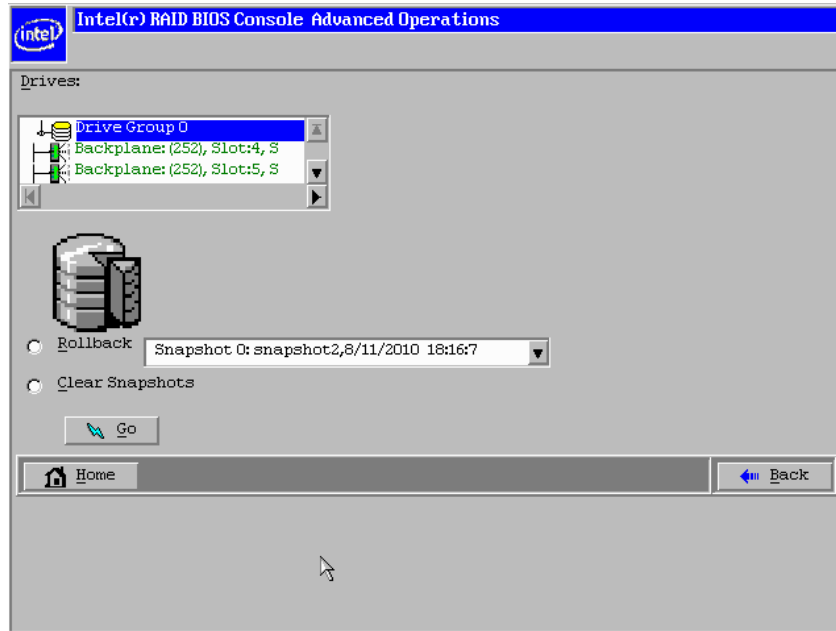 intel
Intel(r) RAID BIOS Console Advanced Operations
Drives:
Drive Group 0
Backplane: (252), Slot:4, S
Backplane: (252), Slot:5, S
Rollback
Snapshot 0: snapshot2,8/11/2010 18:16:7
Clear Snapshots
Go
Home
Back